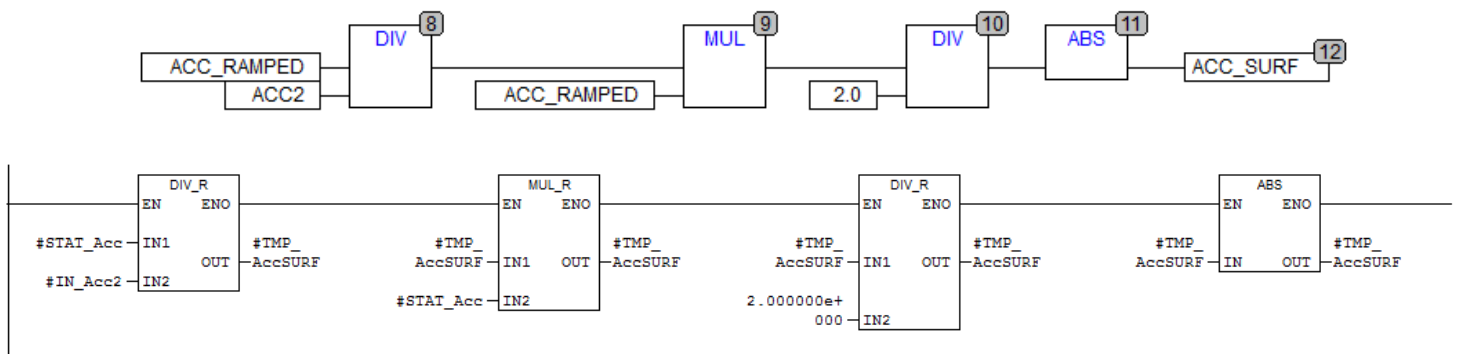 8
DIV
9
MUL
10
DIV
11
ABS
12
ACC_RAMPED
ACC_SURF
ACC2
ACC_RAMPED
2.0
DIV_R
MUL_R
DIV_R
ABS
EN ENO
EN ENO
EN ENO
EN ENO
#STAT_Acc IN1
#TMP_
OUT AccSURF
#IN_Acc2 IN2
#TMP_
AccSURF IN1
#TMP_
OUT AccSURF
#STAT_Acc IN2
#TMP_
AccSURF IN1
#TMP_
OUT AccSURF
2.000000e+
000 IN2
#TMP_
AccSURF IN
#TMP_
OUT AccSURF